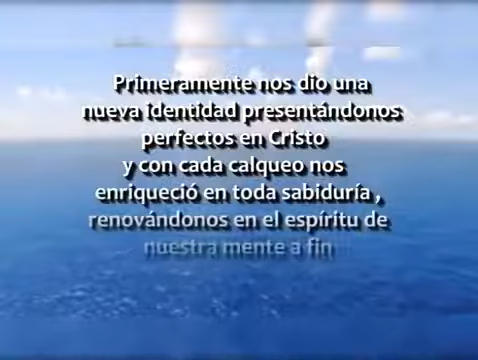 Primeramente nos dio una
nueva identidad presentándonos
perfectos en Cristo
y con cada calqueo nos
enriqueció en toda sabiduría ,
renovándonos en el espíritu de
nuestra mente a fin